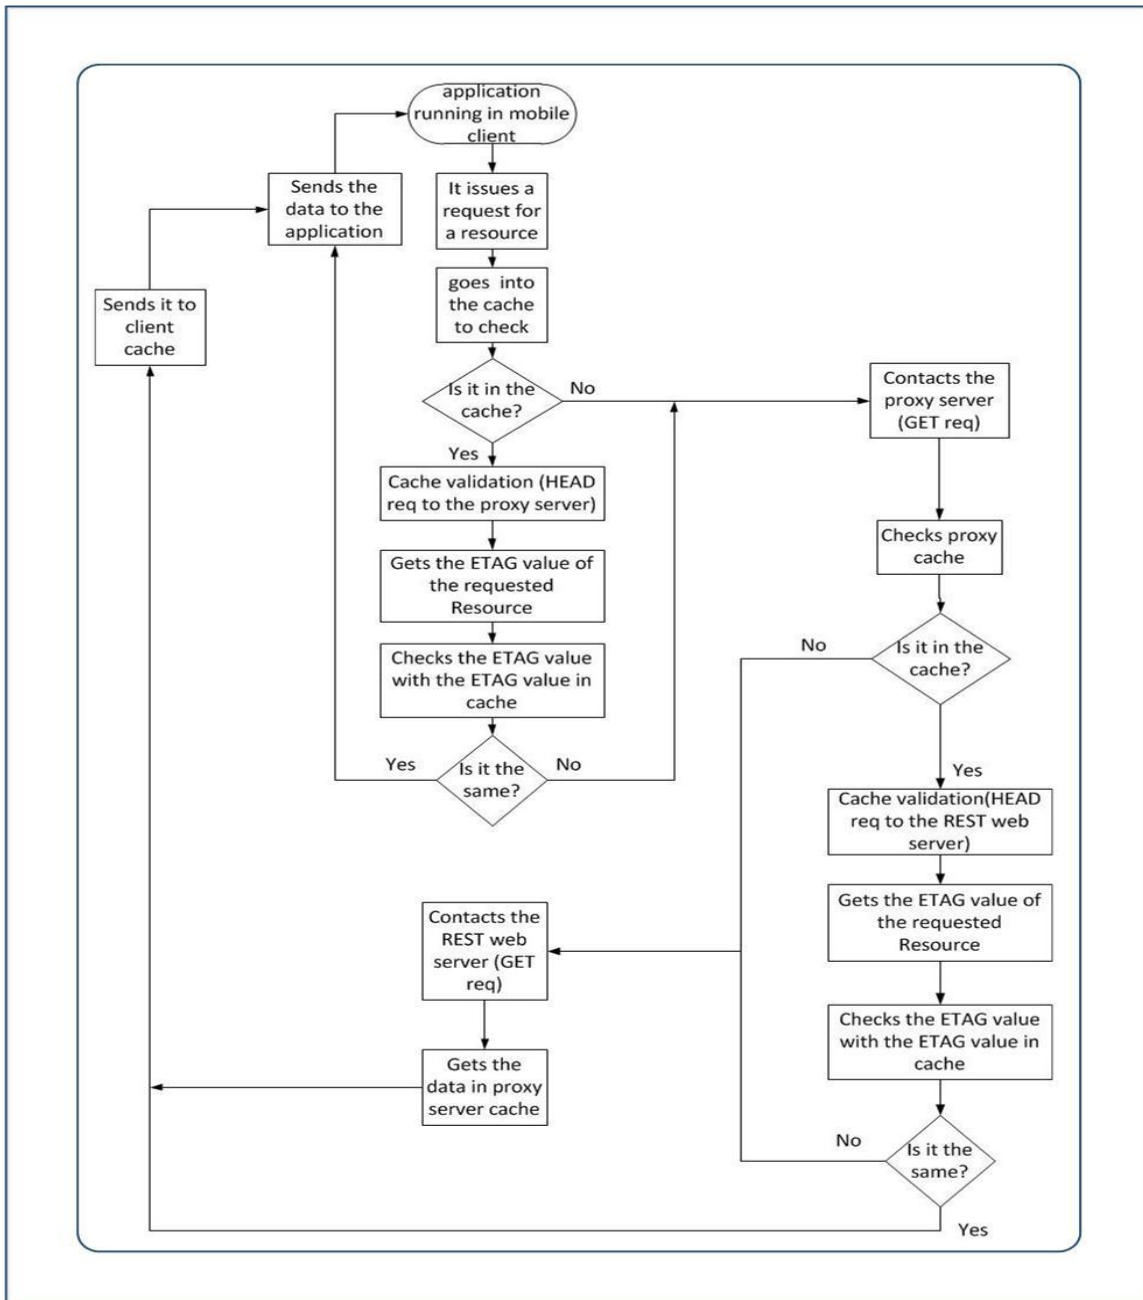 application
running in mobile
client
Sends the
data to the
application
It issues a
request for
a resource
goes into
the cache
to check
Sends it to
client
cache
Is it in the
cache?
No
Yes
Contacts the
proxy server
(GET req)
Cache validation (HEAD
req to the proxy server)
Gets the ETAG value of
the requested
Resource
Checks the ETAG value
with the ETAG value in
cache
Is it the
same?
Yes
No
Checks proxy
cache
Is it in the
cache?
No
Yes
Cache validation(HEAD
req to the REST web
server)
Gets the ETAG value of
the requested
Resource
Checks the ETAG value
with the ETAG value in
cache
Is it the
same?
No
Yes
Contacts the
REST web
server (GET
req)
Gets the
data in proxy
server cache